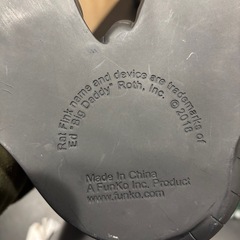 Rat Fink name and device are trademarks of
Ed "Big Daddy" Roth, Inc. ©2016
Made In China
A FunKo Inc. Product
www.funko.com